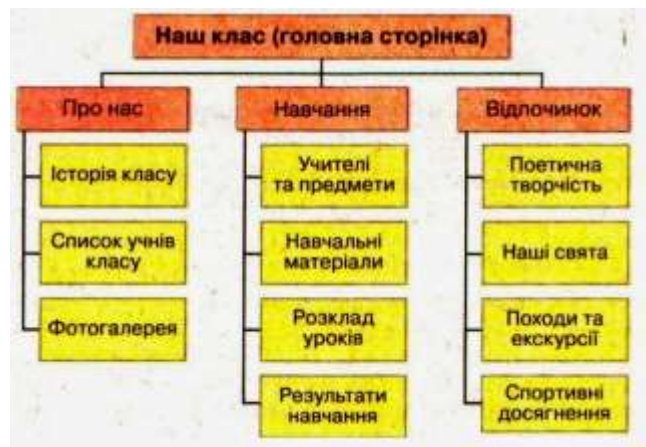 Наш клас (головна сторінка)
Про нас
Історія класу
Список учнів
класу
Фотогалерея
Навчання
Учителі
та предмети
Навчальні
матеріали
Розклад
уроків
Результати
навчання
Відпочинок
Поетична
творчість
Наші свята
Походи та
екскурсії
Спортивні
досягнення